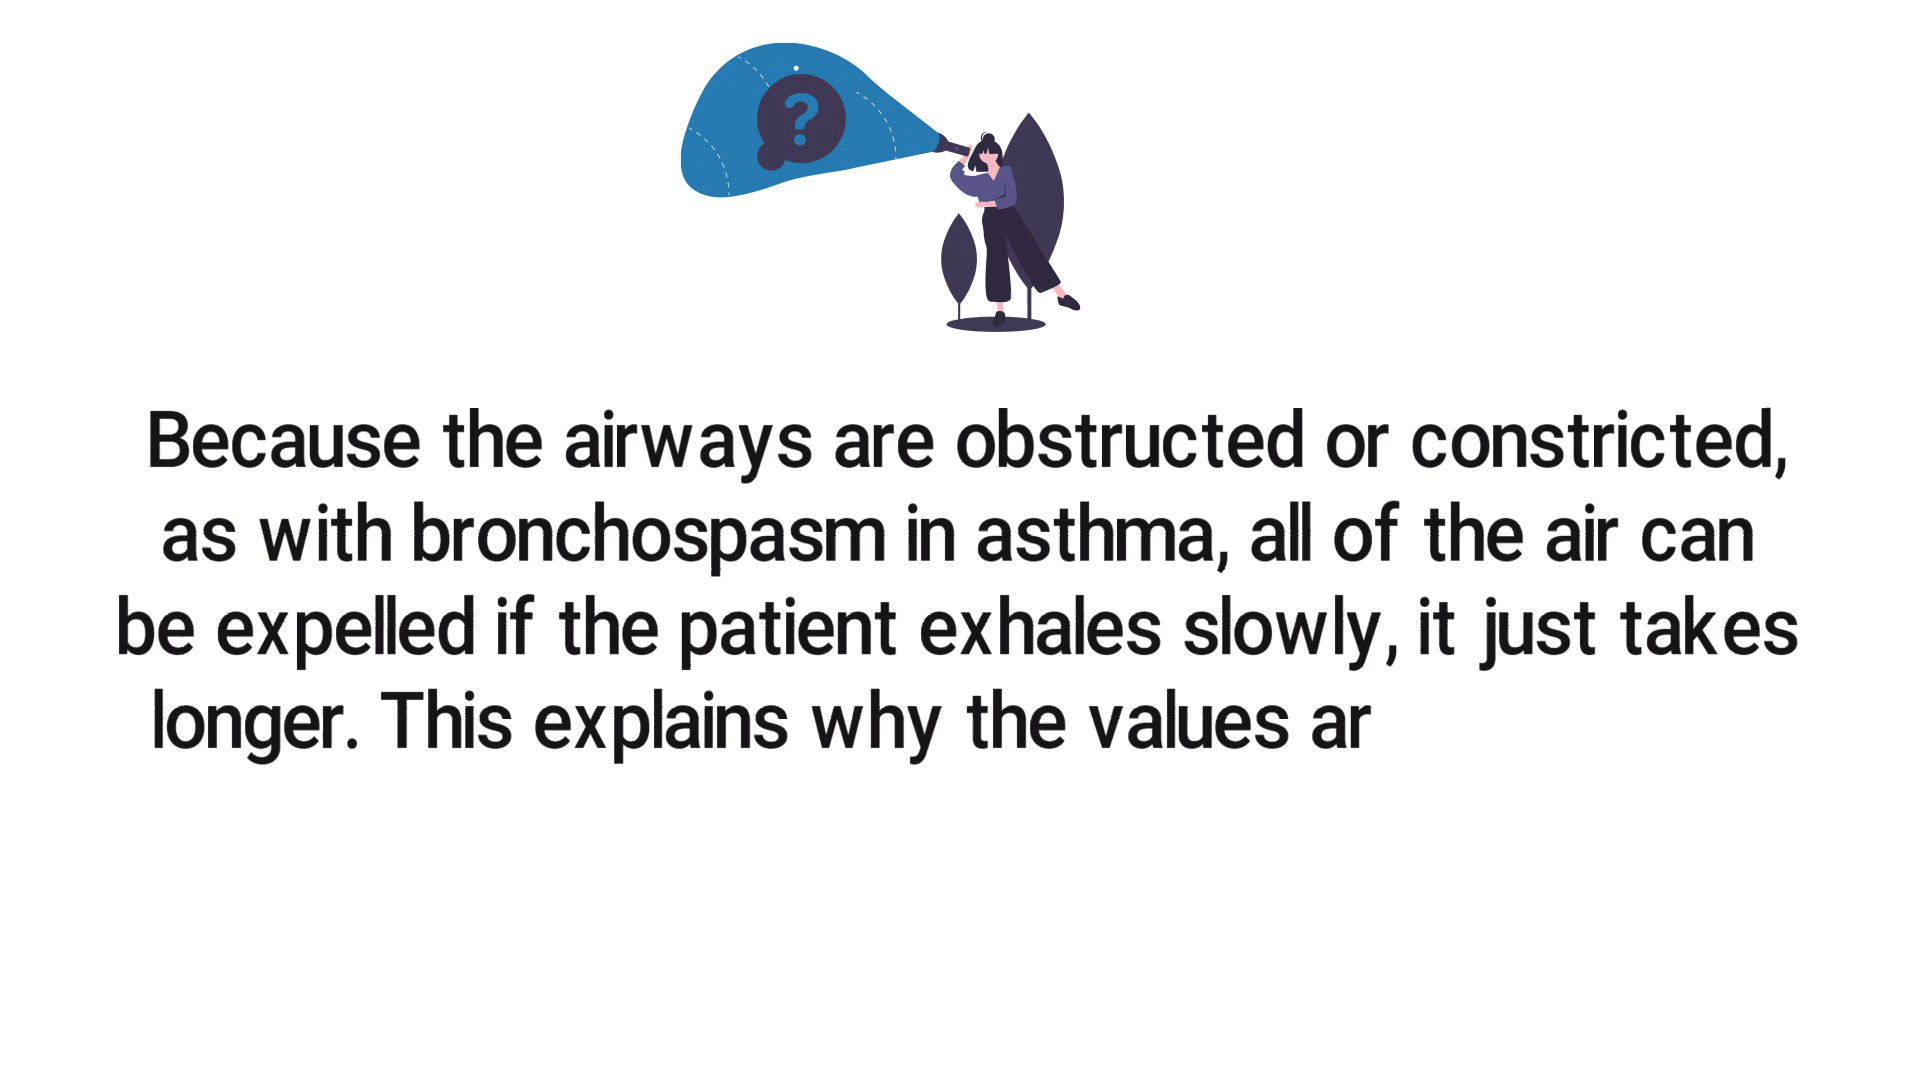 ?
Because the airways are obstructed or constricted,
as with bronchospasm in asthma, all of the air can
be expelled if the patient exhales slowly, it just takes
longer. This explains why the values ar